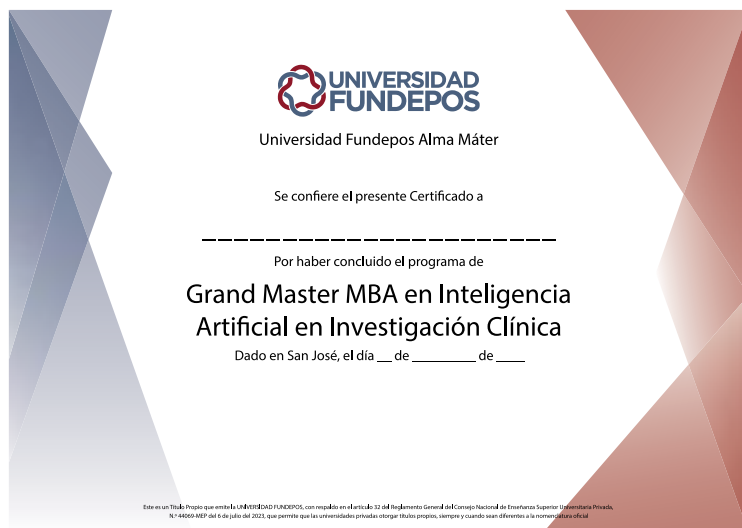 UNIVERSIDAD
FUNDEPOS
Universidad Fundepos Alma Máter
Se confiere el presente Certificado a
Por haber concluido el programa de
Grand Master MBA en Inteligencia
Artificial en Investigación Clínica
Dado en San José, el día __ de ________ de ____
Este es un Título Propio que emite la UNIVERSIDAD FUNDEPOS, con respaldo en el artículo 32 del Reglamento General del Consejo Nacional de Enseñanza Superior Universitaria Privada,
N.º 44069-MEP del 6 de julio del 2023, que permite que las universidades privadas otorgar títulos propios, siempre y cuando sean diferentes a la nomenclatura oficial